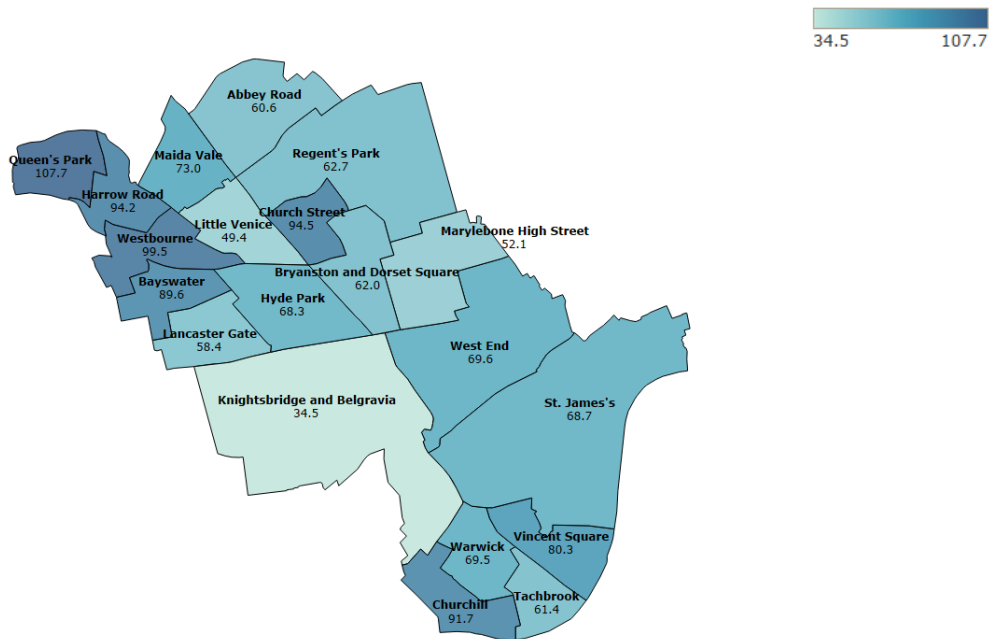 34.5
107.7
Abbey Road
60.6
Maida Vale
73.0
Regent's Park
62.7
Queen's Park
107.7
Harrow Road
94.2
Little Venice
49.4
Church Street
94.5
Marylebone High Street
52.1
Westbourne
99.5
Bayswater
89.6
Bryanston and Dorset Square
62.0
Hyde Park
68.3
Lancaster Gate
58.4
West End
69.6
Knightsbridge and Belgravia
34.5
St. James's
68.7
Vincent Square
80.3
Warwick
69.5
Tachbrook
61.4
Churchill
91.7